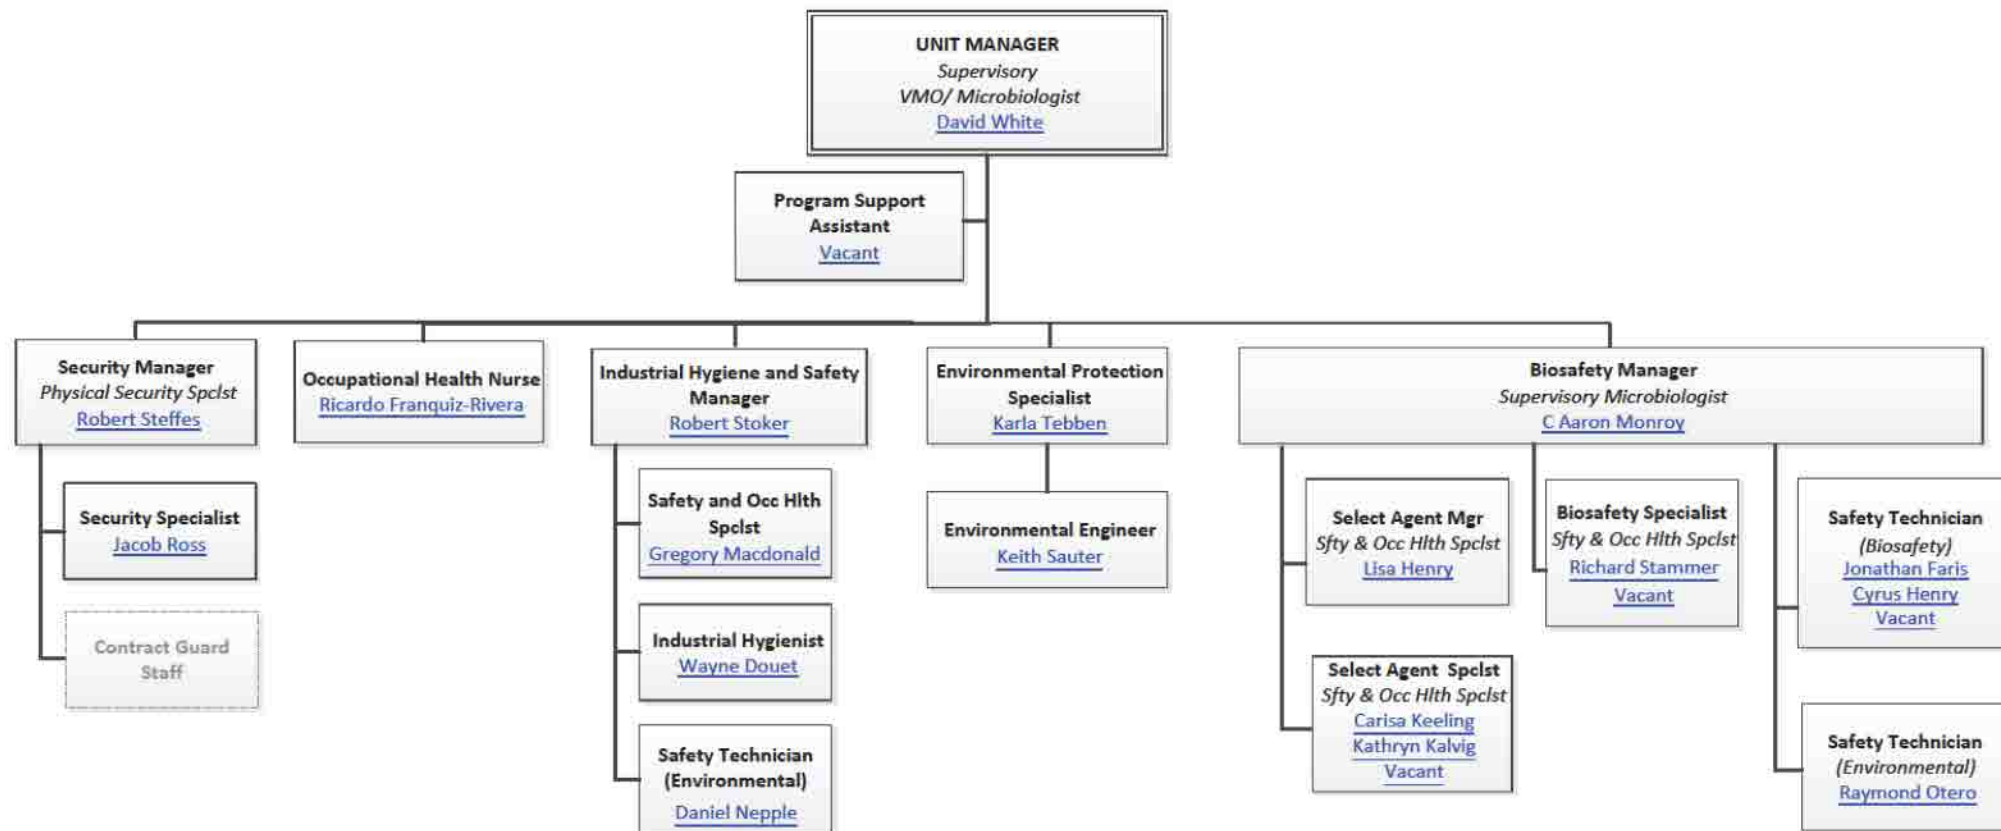 UNIT MANAGER
Supervisory
VMO/ Microbiologist
David White
Program Support
Assistant
Vacant
Security Manager
Physical Security Spclst
Robert Steffes
Occupational Health Nurse
Ricardo Franquiz-Rivera
Industrial Hygiene and Safety
Manager
Robert Stoker
Environmental Protection
Specialist
Karla Tebben
Biosafety Manager
Supervisory Microbiologist
C Aaron Monroy
Security Specialist
Jacob Ross
Contract Guard
Staff
Safety and Occ Hlth
Spclst
Gregory Macdonald
Industrial Hygienist
Wayne Douet
Safety Technician
(Environmental)
Daniel Nepple
Environmental Engineer
Keith Sauter
Select Agent Mgr
Sfty & Occ Hlth Spclst
Lisa Henry
Select Agent Spclst
Sfty & Occ Hlth Spclst
Carisa Keeling
Kathryn Kalvig
Vacant
Biosafety Specialist
Sfty & Occ Hlth Spclst
Richard Stammer
Vacant
Safety Technician
(Biosafety)
Jonathan Faris
Cyrus Henry
Vacant
Safety Technician
(Environmental)
Raymond Otero